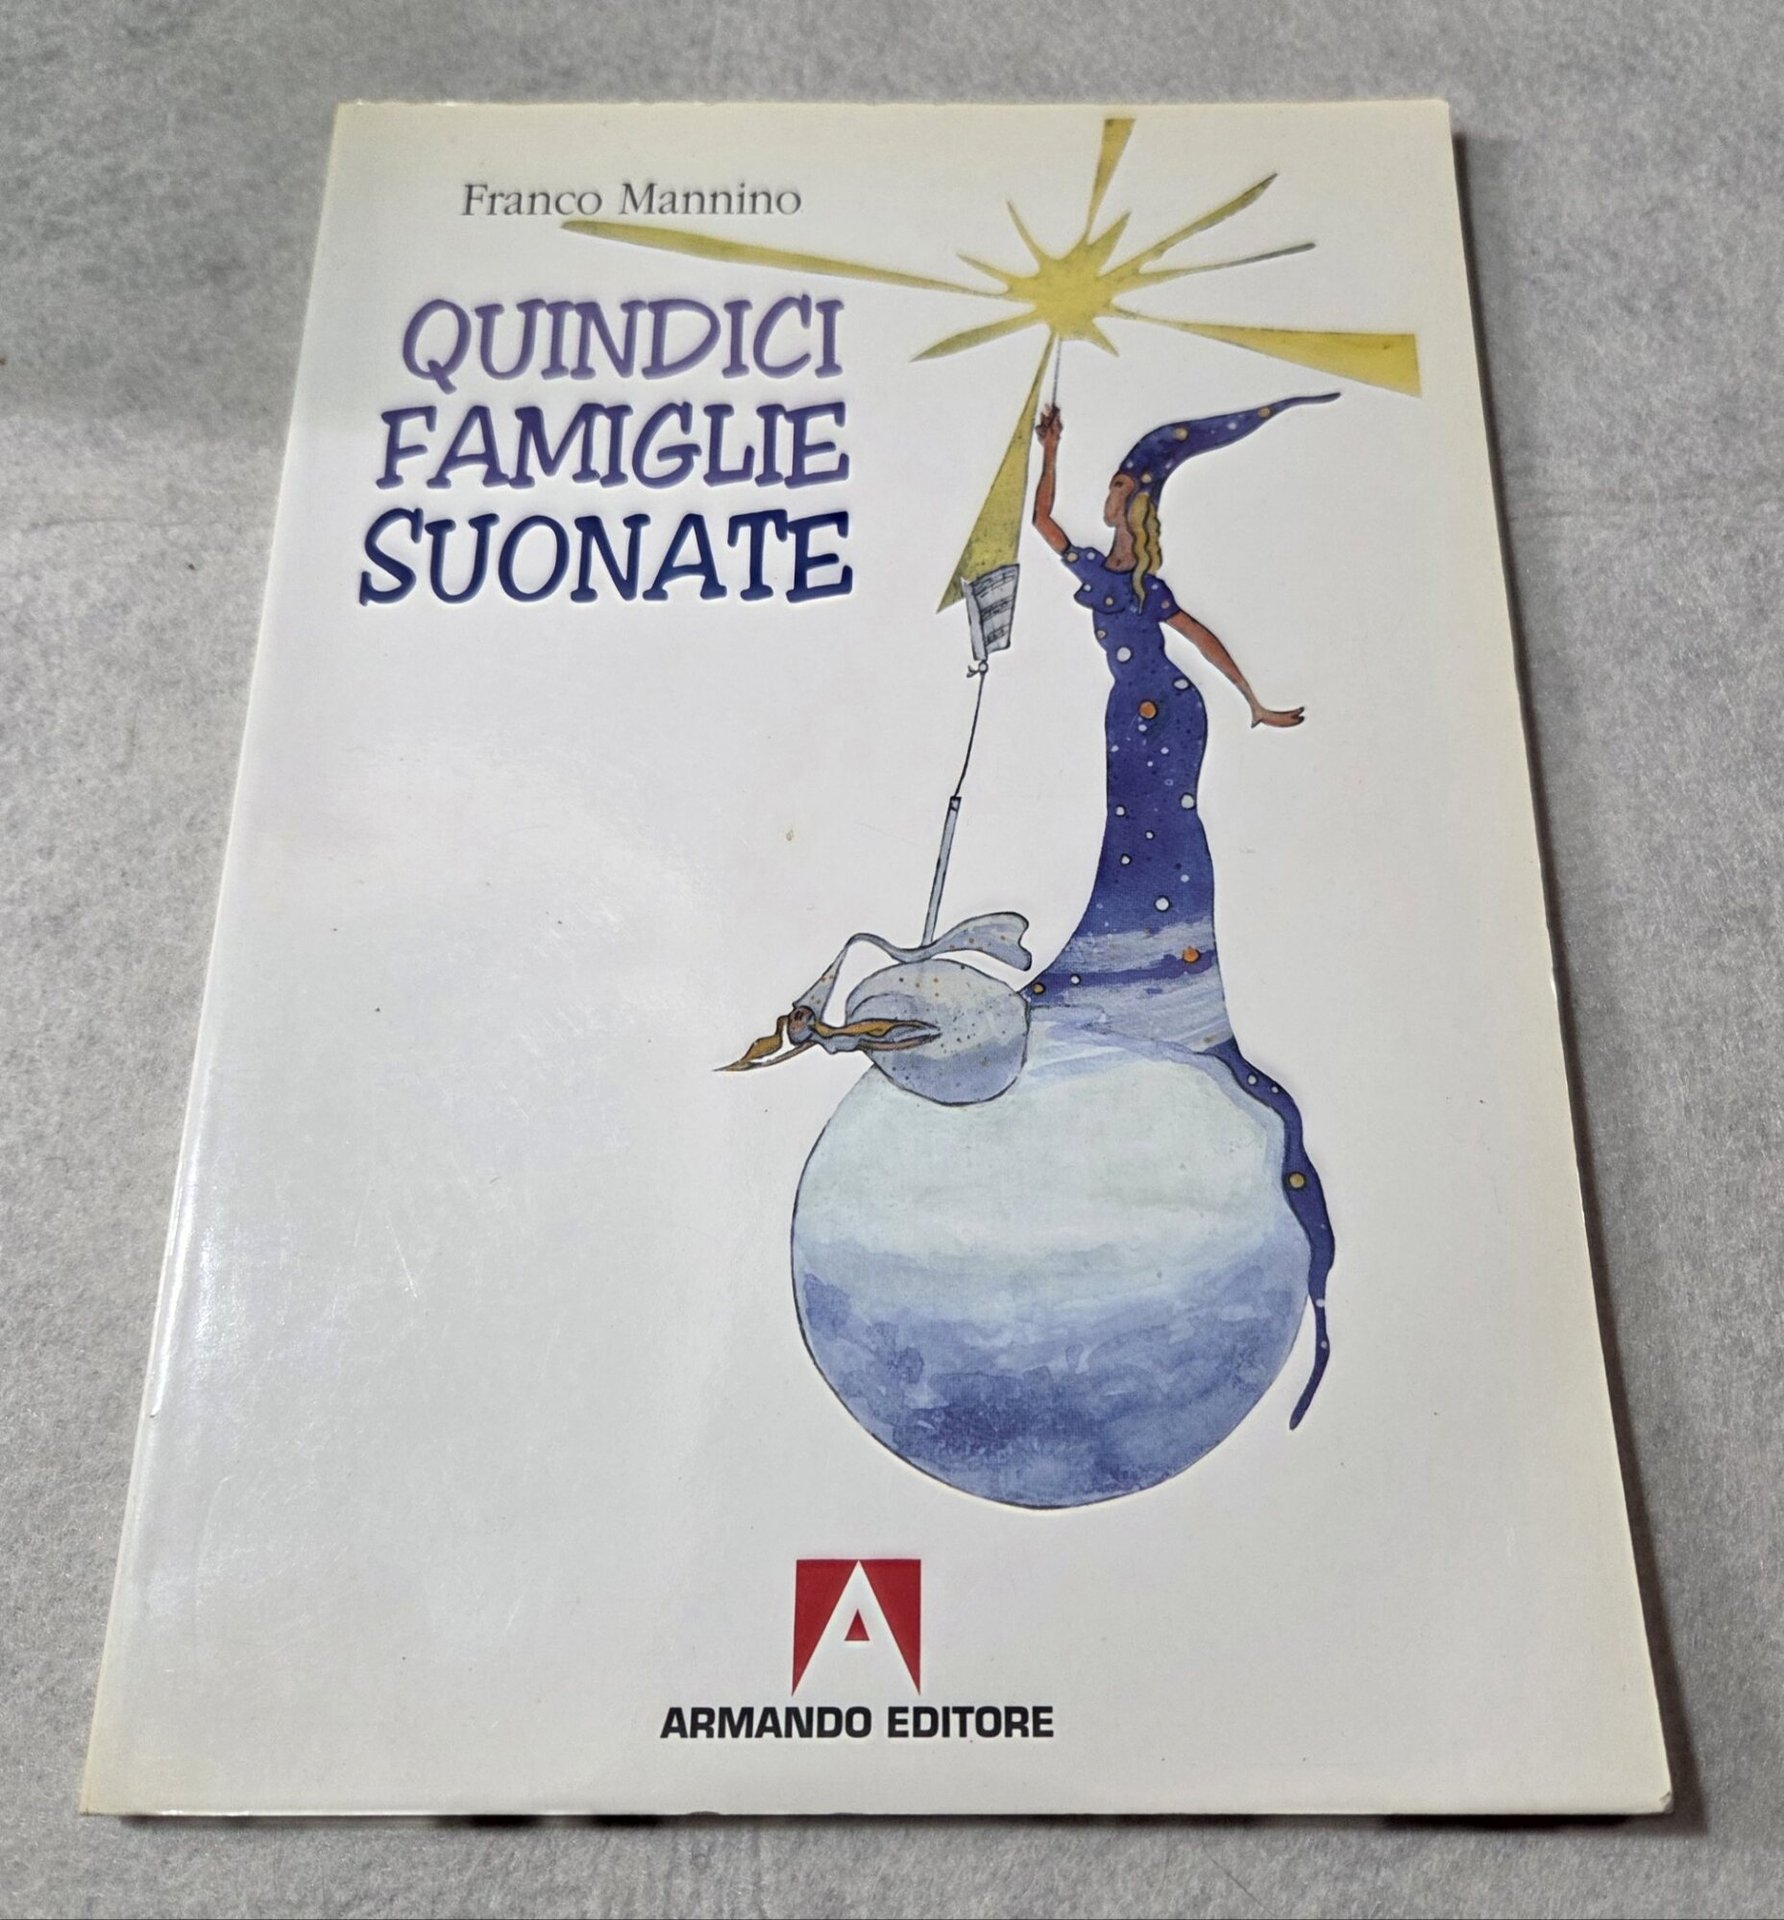 Franco Mannino
QUINDICI
FAMIGLIE
SUONATE
ARMANDO EDITORE